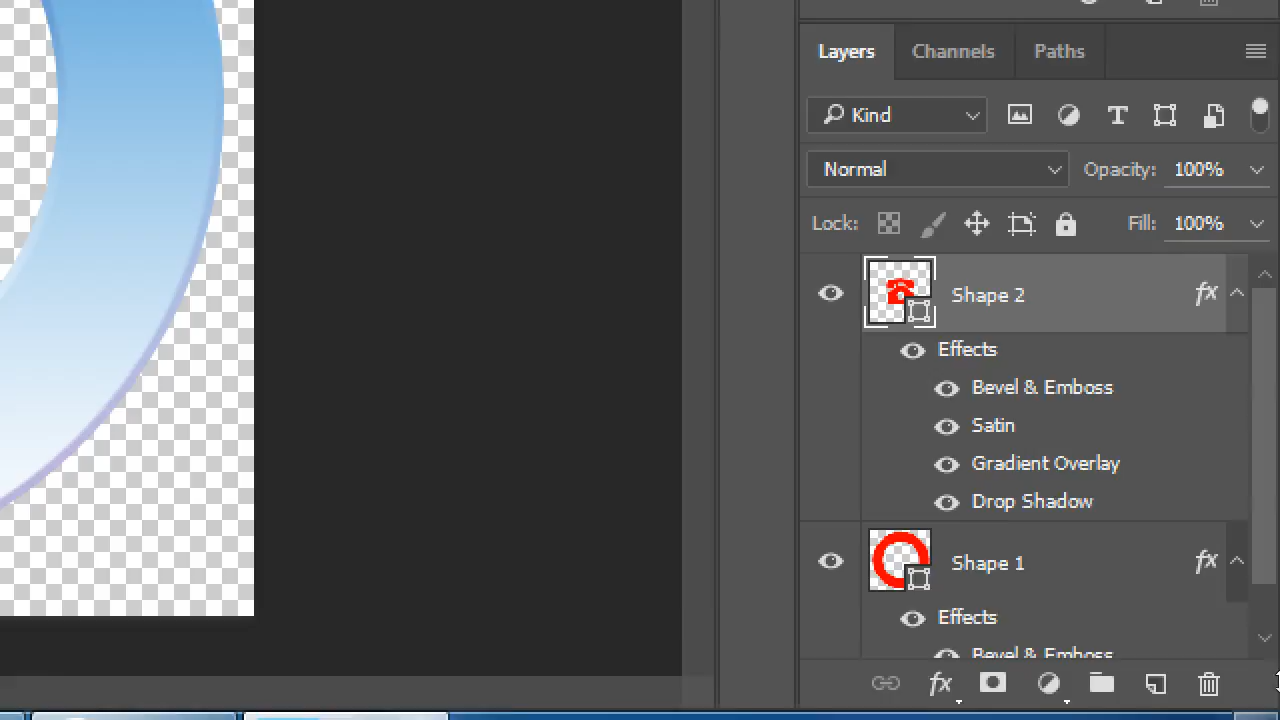 Layers Channels Paths
Kind
Normal Opacity: 100%
Lock: Fill: 100%
Shape 2 fx
Effects
Bevel & Emboss
Satin
Gradient Overlay
Drop Shadow
Shape 1 fx
Effects
Bevel & Emboss
fx